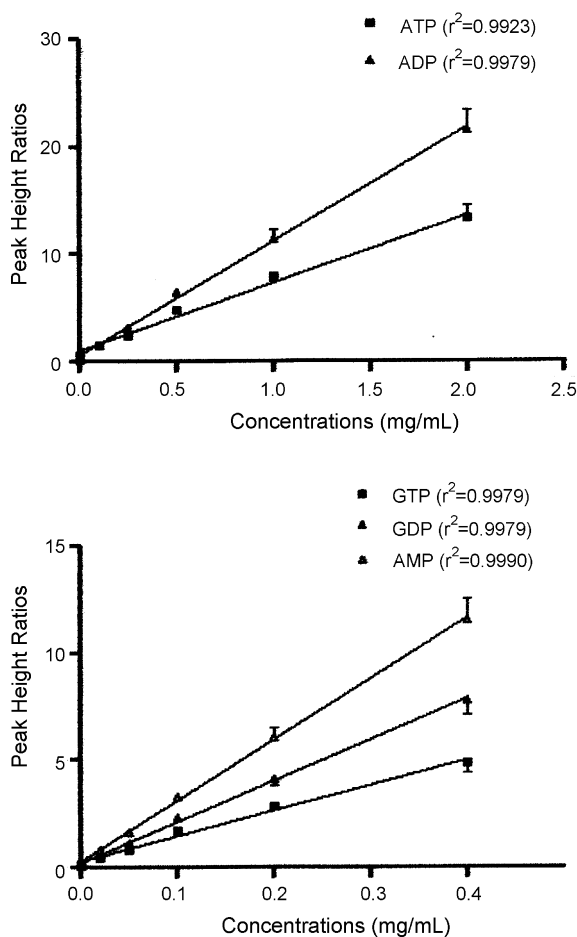 ATP (r²=0.9923)
ADP (r²=0.9979)
30
20
10
0
Peak Height Ratios
0.0 0.5 1.0 1.5 2.0 2.5
Concentrations (mg/mL)
GTP (r²=0.9979)
GDP (r²=0.9979)
AMP (r²=0.9990)
15
10
5
0
Peak Height Ratios
0.0 0.1 0.2 0.3 0.4
Concentrations (mg/mL)